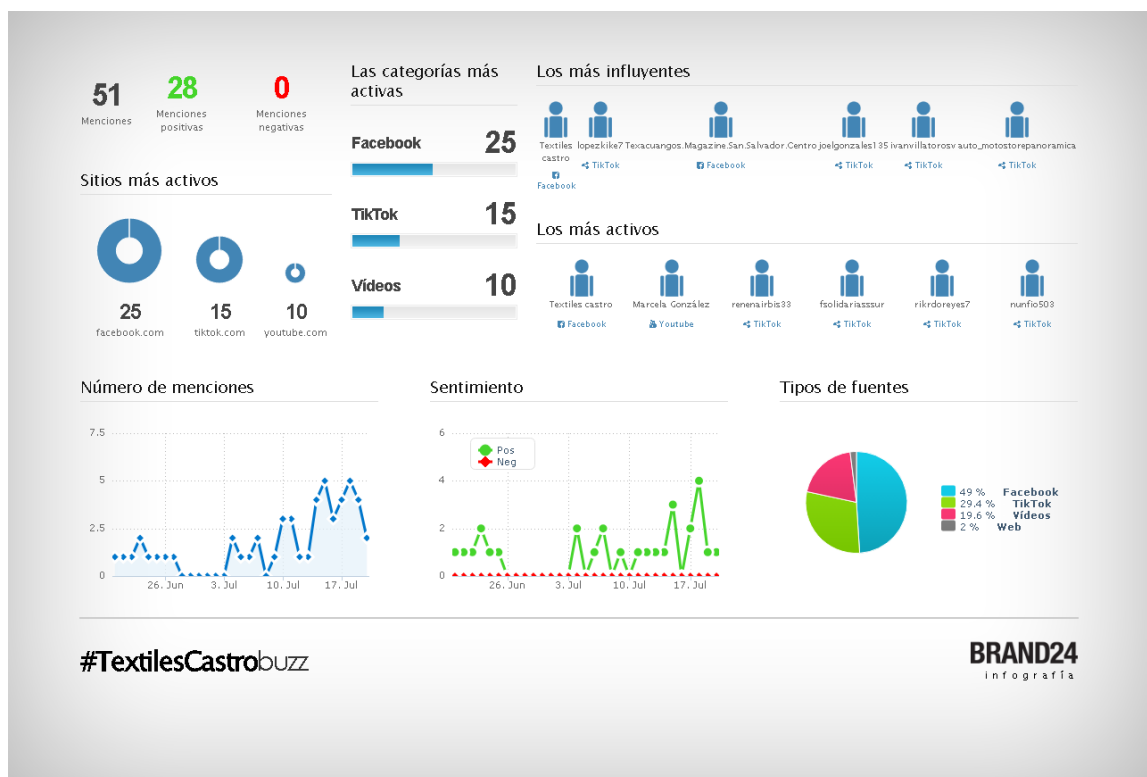 51
Menciones
28
Menciones
positivas
0
Menciones
negativas
Sitios más activos
25
facebook.com
15
tiktok.com
10
youtube.com
Las categorías más
activas
Facebook 25
TikTok 15
Vídeos 10
Los más influyentes
Textiles
castro
Facebook
lopezkike7
TikTok
Texacuangos.Magazine.San.Salvador.Centro
Facebook
joelgonzales135
TikTok
ivanvillatorosv
TikTok
auto_motostorepanoramica
TikTok
Los más activos
Textiles castro
Facebook
Marcela González
Youtube
renenairbis33
TikTok
fsolidariasssur
TikTok
rikrdoreyes7
TikTok
nunfio503
TikTok
Número de menciones
7.5
5
2.5
0
26. Jun 3. Jul 10. Jul 17. Jul
Sentimiento
6
4
2
0
Pos
Neg
26. Jun 3. Jul 10. Jul 17. Jul
Tipos de fuentes
49 % Facebook
29.4 % TikTok
19.6 % Vídeos
2 % Web
#TextilesCastrobuzz
BRAND24
infografía